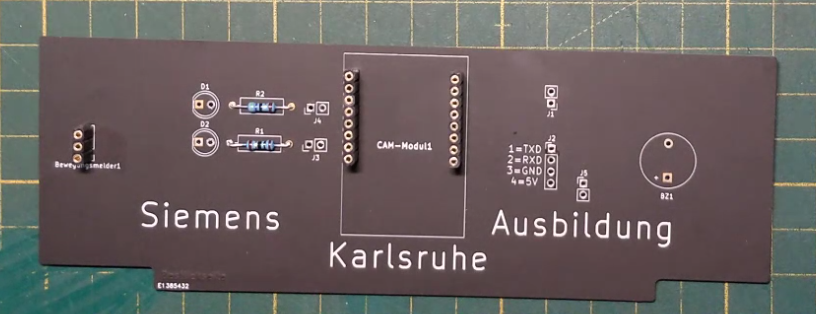 D1
R2
J4
D2
R1
J3
Bewegungsmelder1
CAM-Modul1
J1
J2
1=TXD
2=RXD
3=GND
4=5V
J5
+
BZ1
Siemens
Karlsruhe
Ausbildung
E1385432